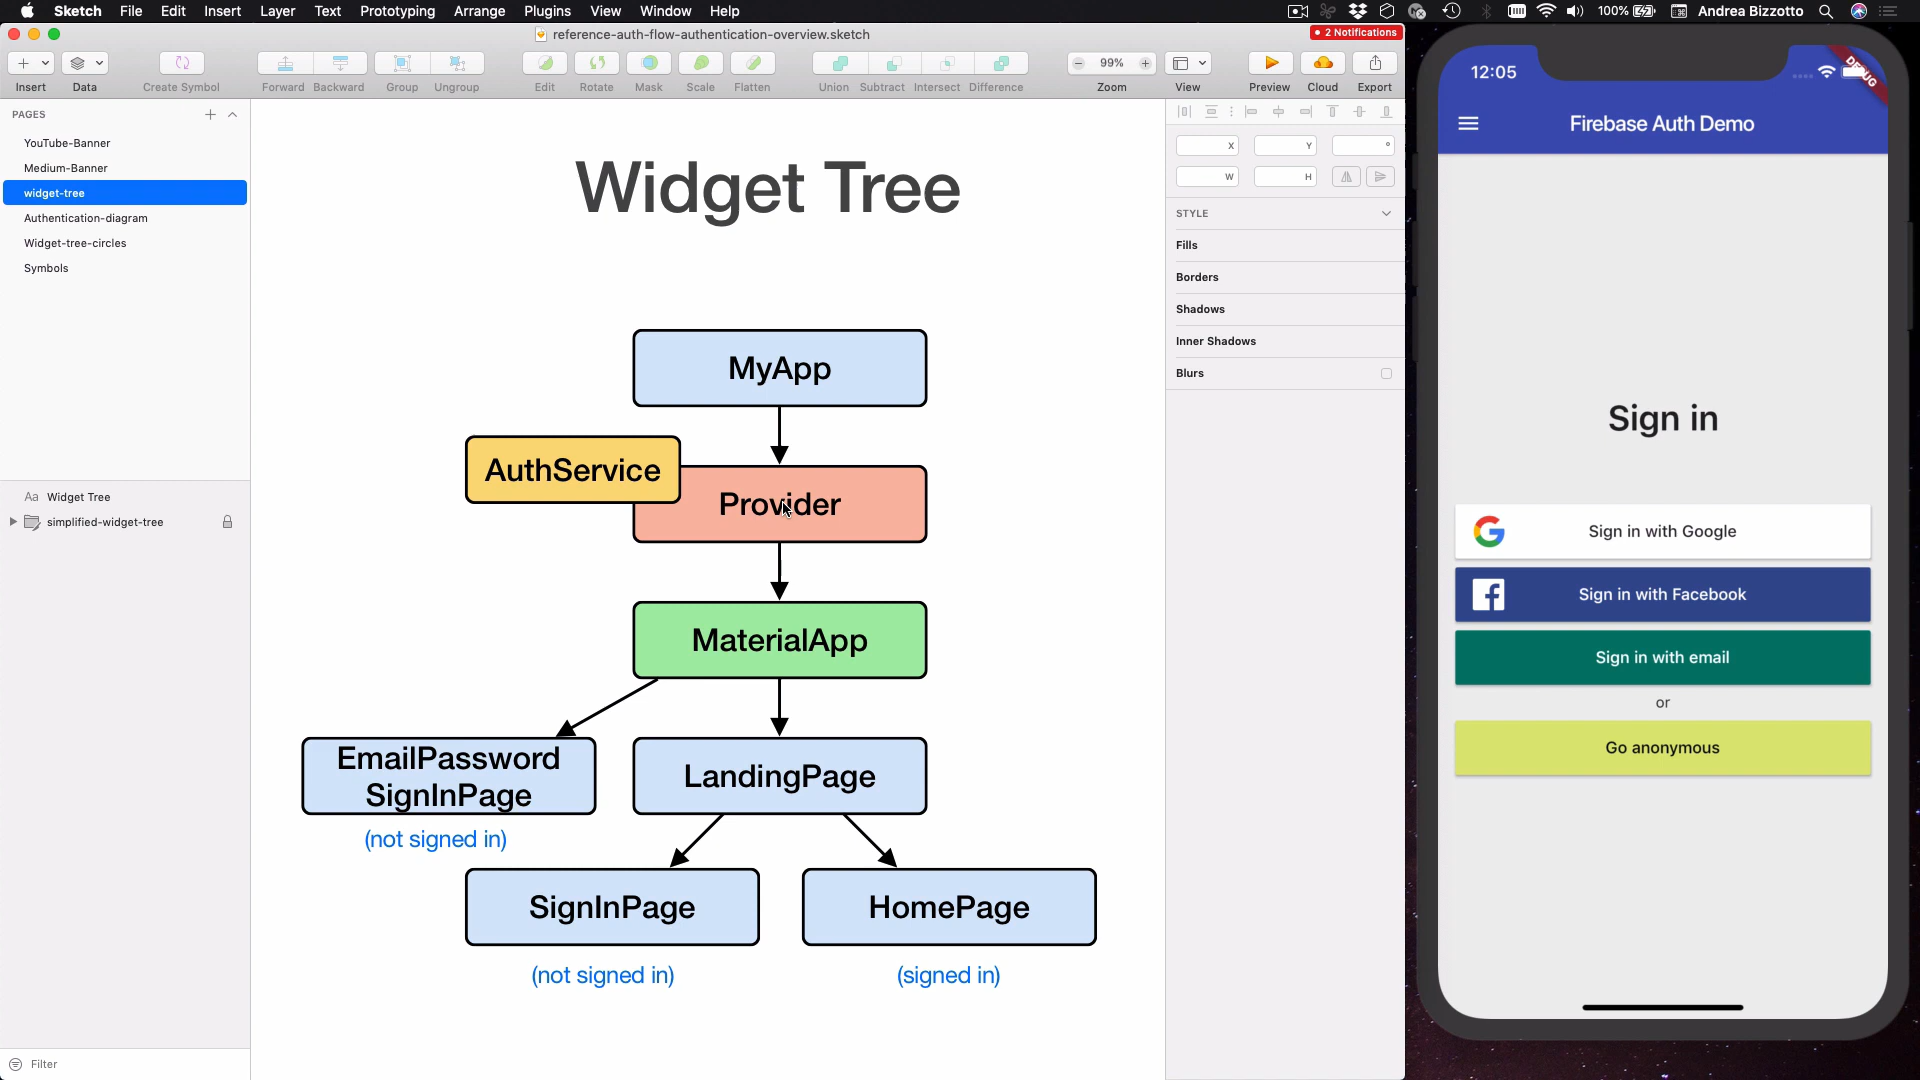 Sketch File Edit Insert Layer Text Prototyping Arrange Plugins View Window Help 100% Andrea Bizzotto
reference-auth-flow-authentication-overview.sketch
2 Notifications
99%
Insert Data Create Symbol Forward Backward Group Ungroup Edit Rotate Mask Scale Flatten Union Subtract Intersect Difference Zoom View Preview Cloud Export
PAGES
YouTube-Banner
Medium-Banner
widget-tree
Authentication-diagram
Widget-tree-circles
Symbols
Aa Widget Tree
simplified-widget-tree
Filter
Widget Tree
MyApp
AuthService
Provider
MaterialApp
EmailPassword
SignInPage
(not signed in)
LandingPage
SignInPage
(not signed in)
HomePage
(signed in)
X Y °
W H
STYLE
Fills
Borders
Shadows
Inner Shadows
Blurs
12:05
DEBUG
Firebase Auth Demo
Sign in
Sign in with Google
Sign in with Facebook
Sign in with email
or
Go anonymous